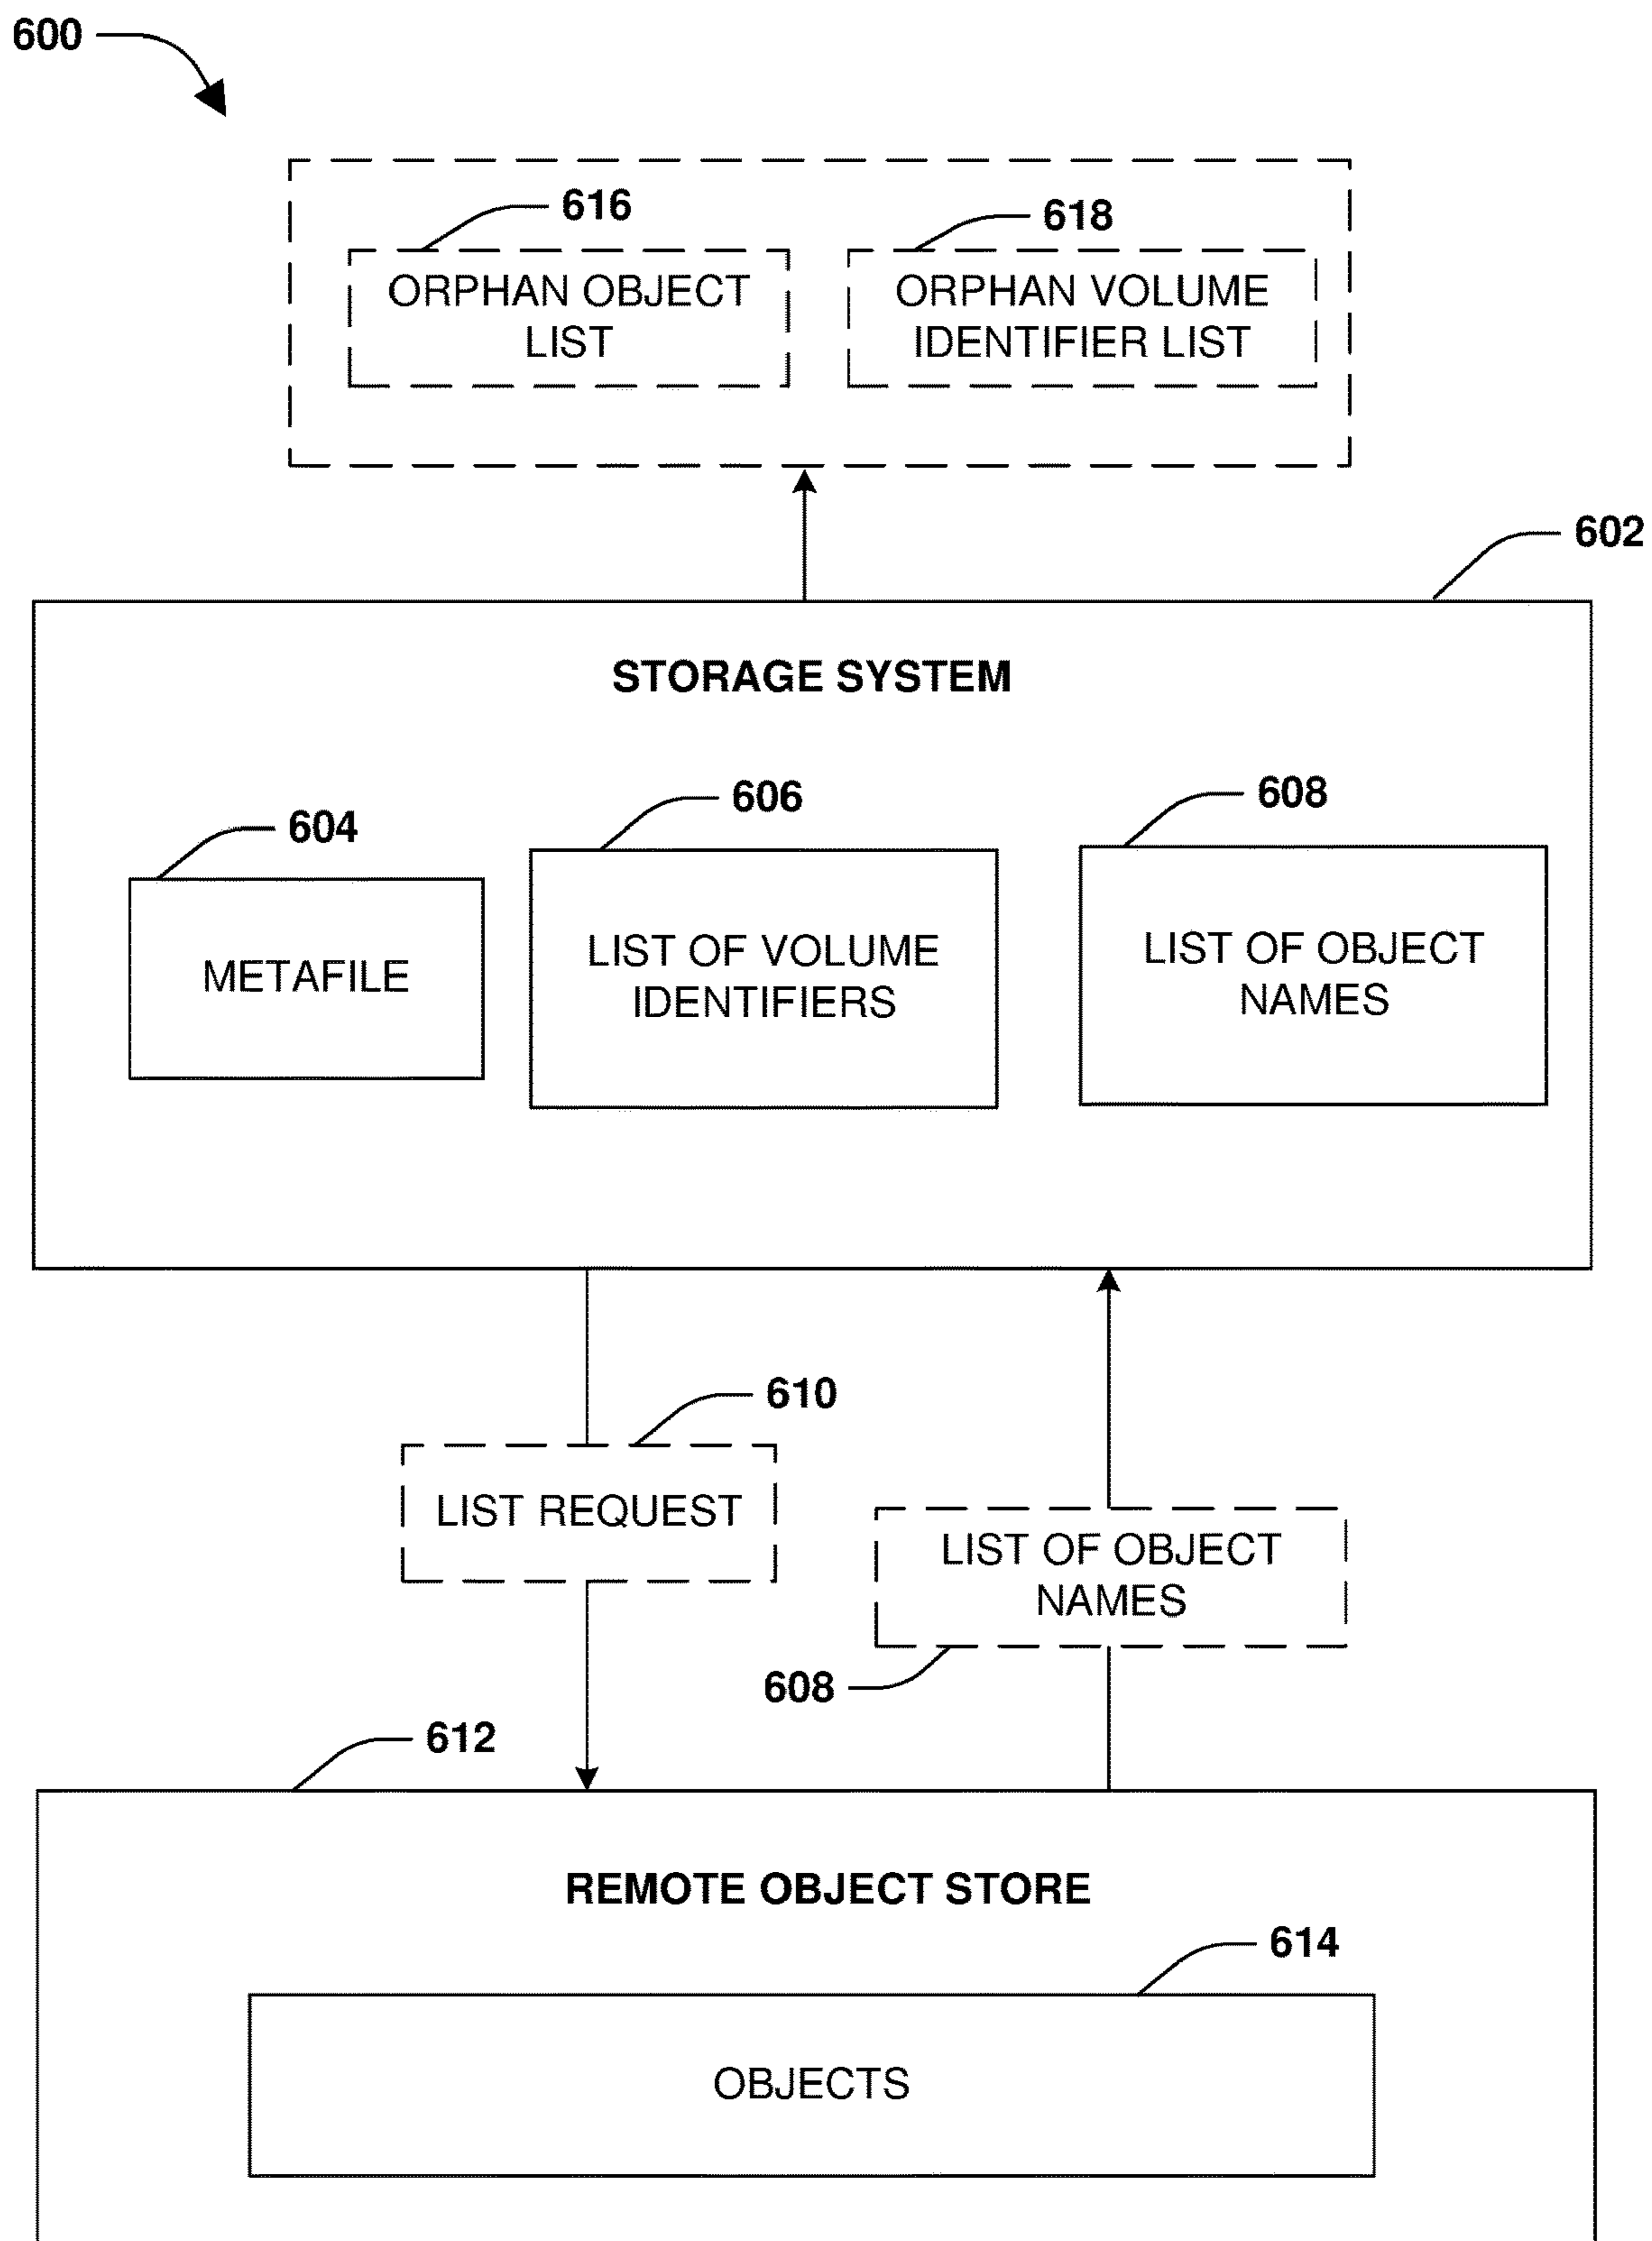 600
616
618
ORPHAN OBJECT
LIST
ORPHAN VOLUME
IDENTIFIER LIST
602
STORAGE SYSTEM
604
606
608
METAFILE
LIST OF VOLUME
IDENTIFIERS
LIST OF OBJECT
NAMES
610
LIST REQUEST
LIST OF OBJECT
NAMES
608
612
REMOTE OBJECT STORE
614
OBJECTS